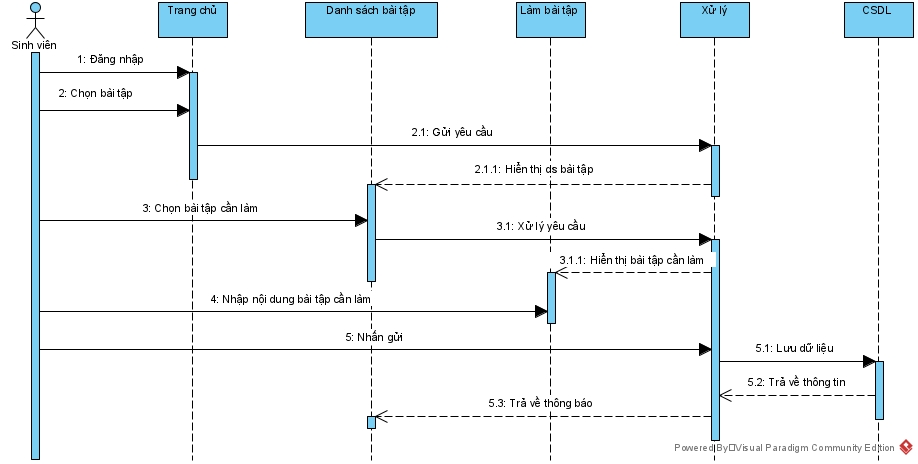 Trang chủ
Danh sách bài tập
Làm bài tập
Xử lý
CSDL
Sinh viên
1: Đăng nhập
2: Chọn bài tập
2.1: Gửi yêu cầu
2.1.1: Hiển thị ds bài tập
3: Chọn bài tập cần làm
3.1: Xử lý yêu cầu
3.1.1: Hiển thị bài tập cần làm
4: Nhập nội dung bài tập cần làm
5: Nhấn gửi
5.1: Lưu dữ liệu
5.2: Trả về thông tin
5.3: Trả về thông báo
Powered By Visual Paradigm Community Edition